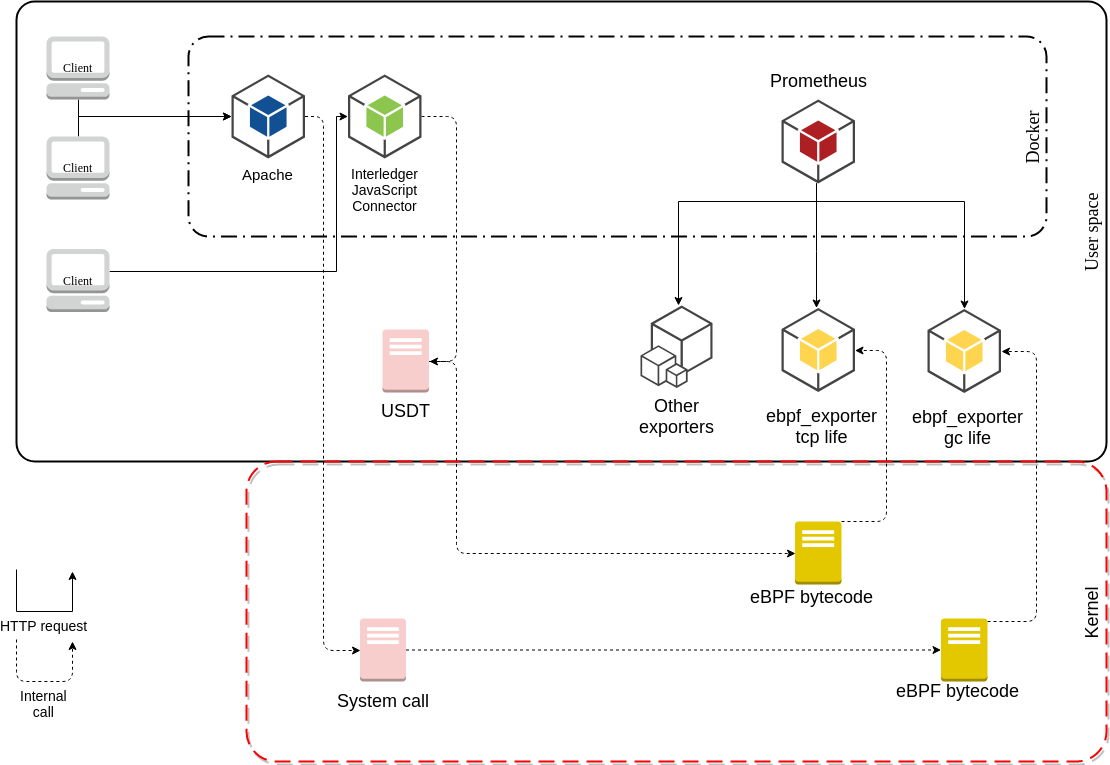 Client
Client
Client
Apache
Interledger
JavaScript
Connector
Prometheus
Docker
User space
USDT
Other
exporters
ebpf_exporter
tcp life
ebpf_exporter
gc life
HTTP request
Internal
call
eBPF bytecode
System call
eBPF bytecode
Kernel